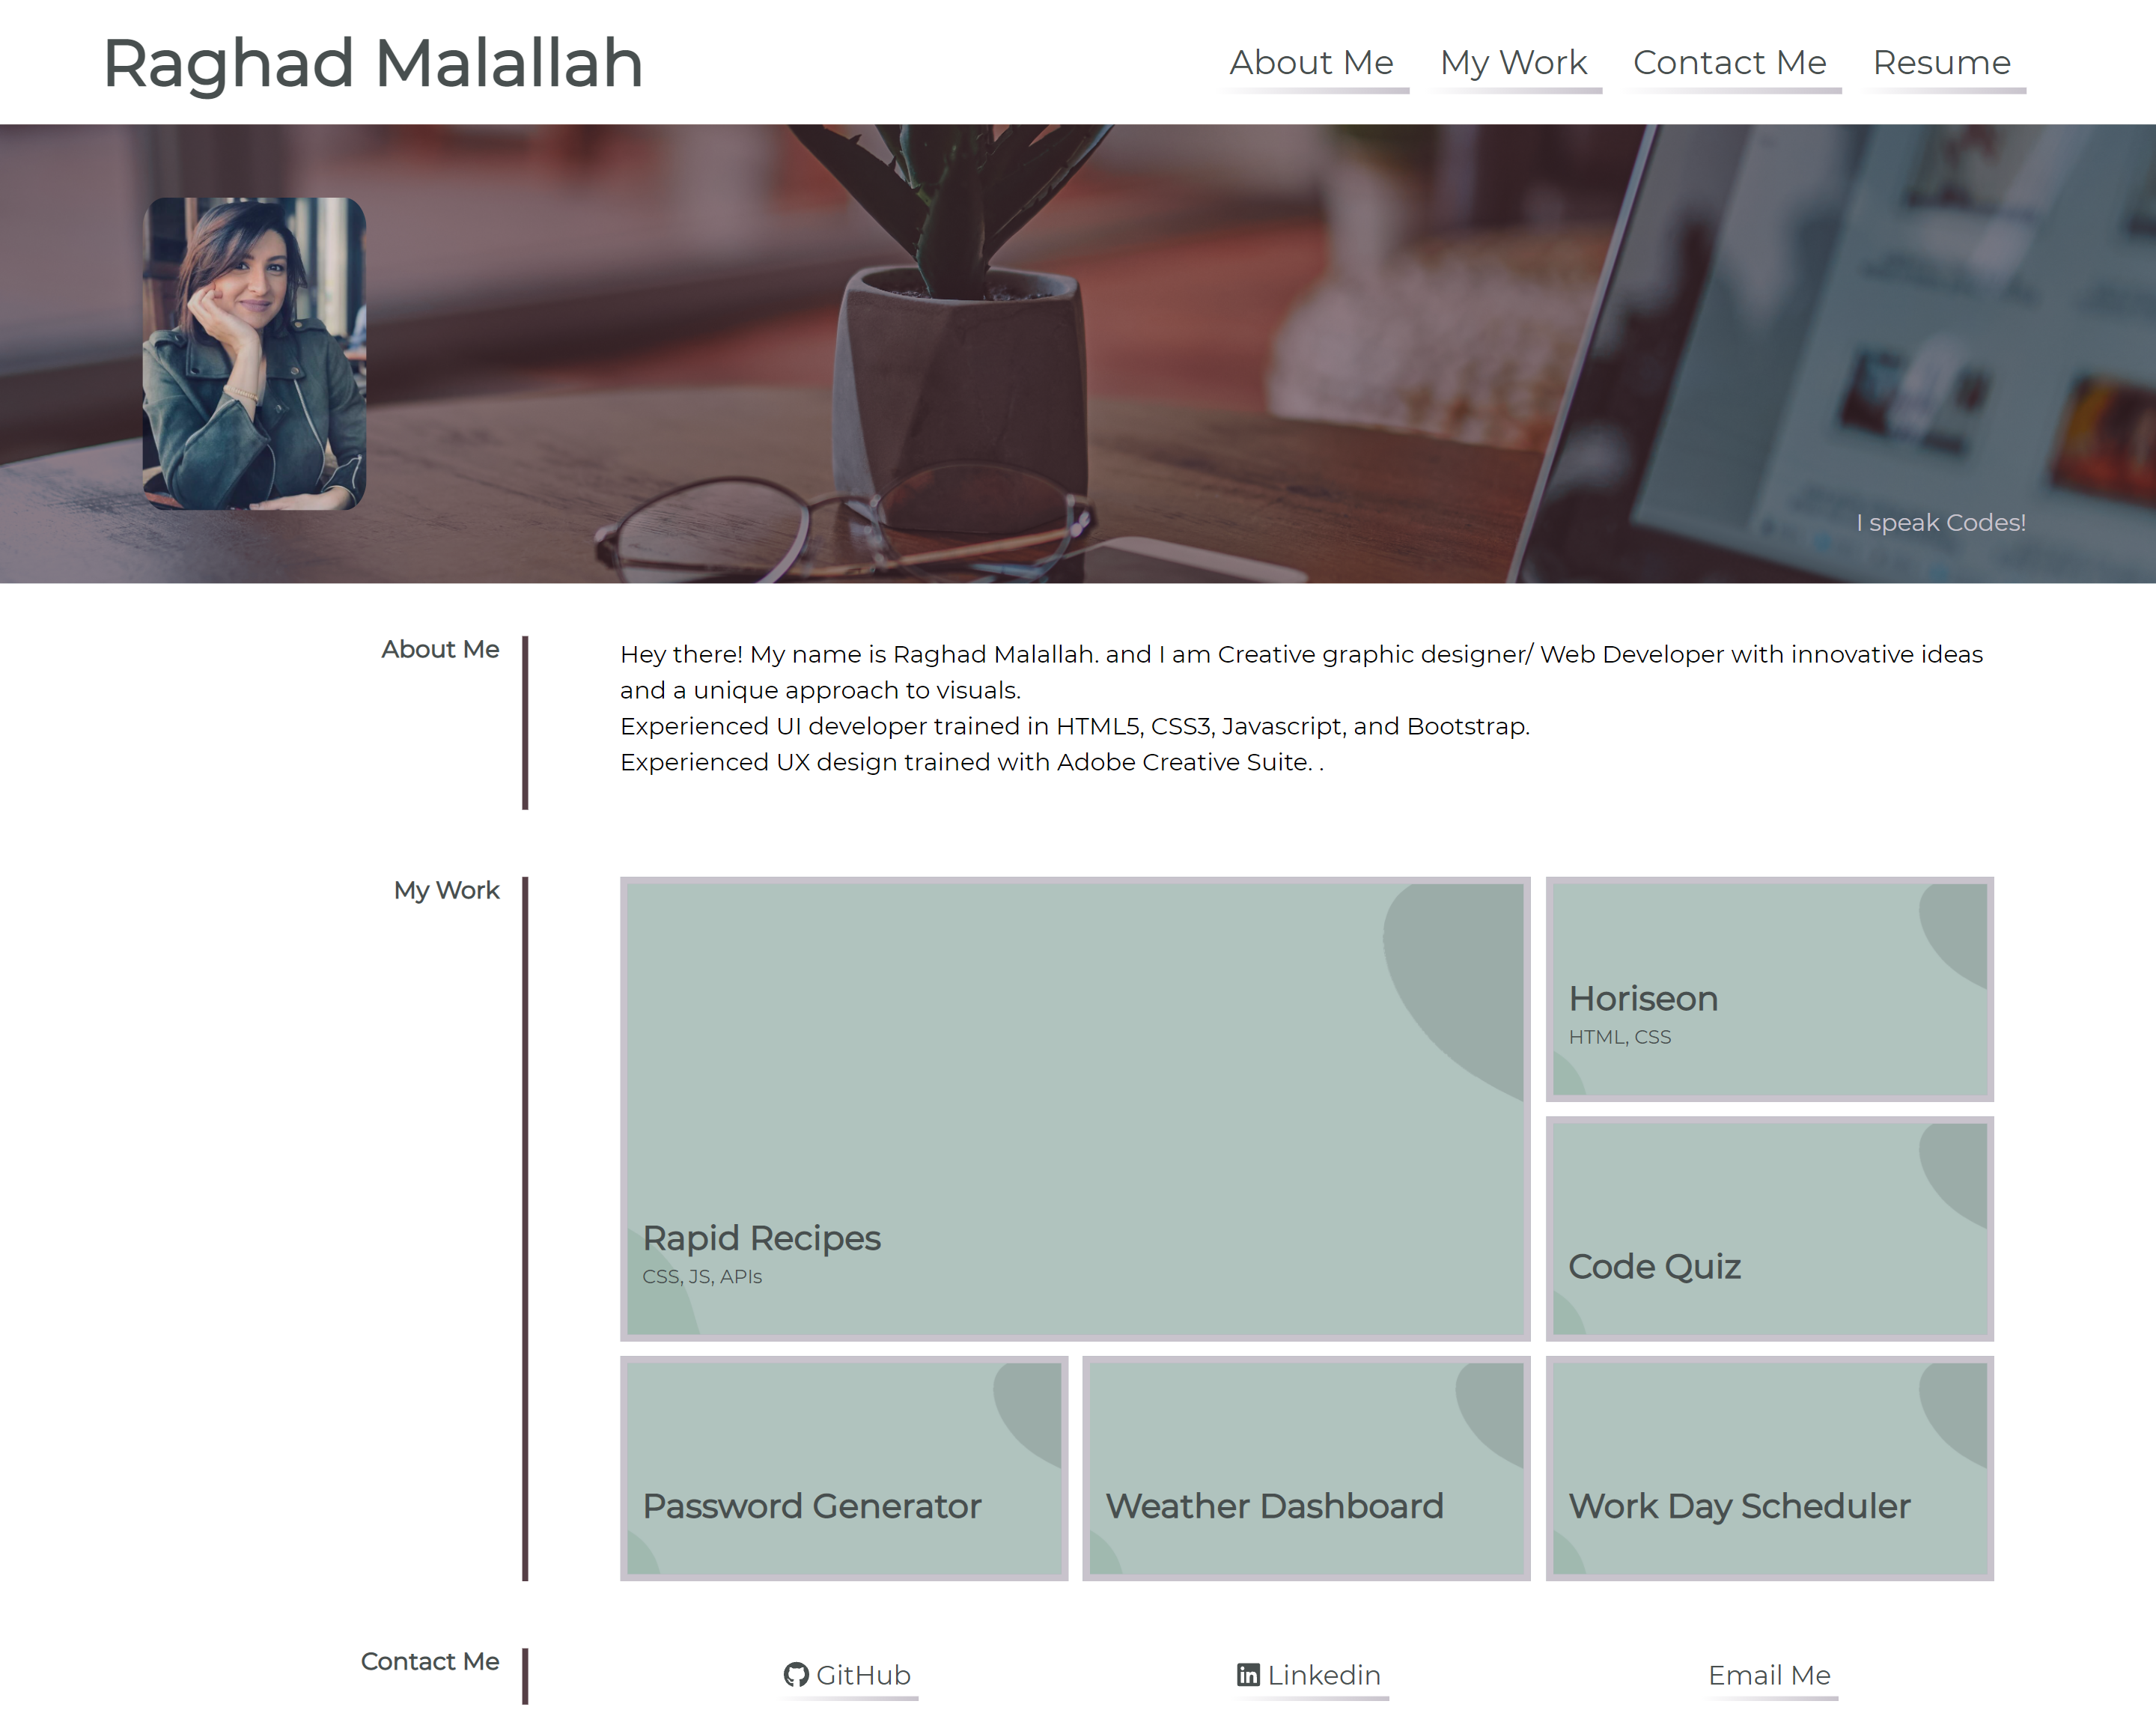 Raghad Malallah
About Me My Work Contact Me Resume
I speak Codes!
About Me
Hey there! My name is Raghad Malallah. and I am Creative graphic designer/ Web Developer with innovative ideas
and a unique approach to visuals.
Experienced UI developer trained in HTML5, CSS3, Javascript, and Bootstrap.
Experienced UX design trained with Adobe Creative Suite. .
My Work
Rapid Recipes
CSS, JS, APIs
Horiseon
HTML, CSS
Code Quiz
Password Generator
Weather Dashboard
Work Day Scheduler
Contact Me
GitHub
Linkedin
Email Me